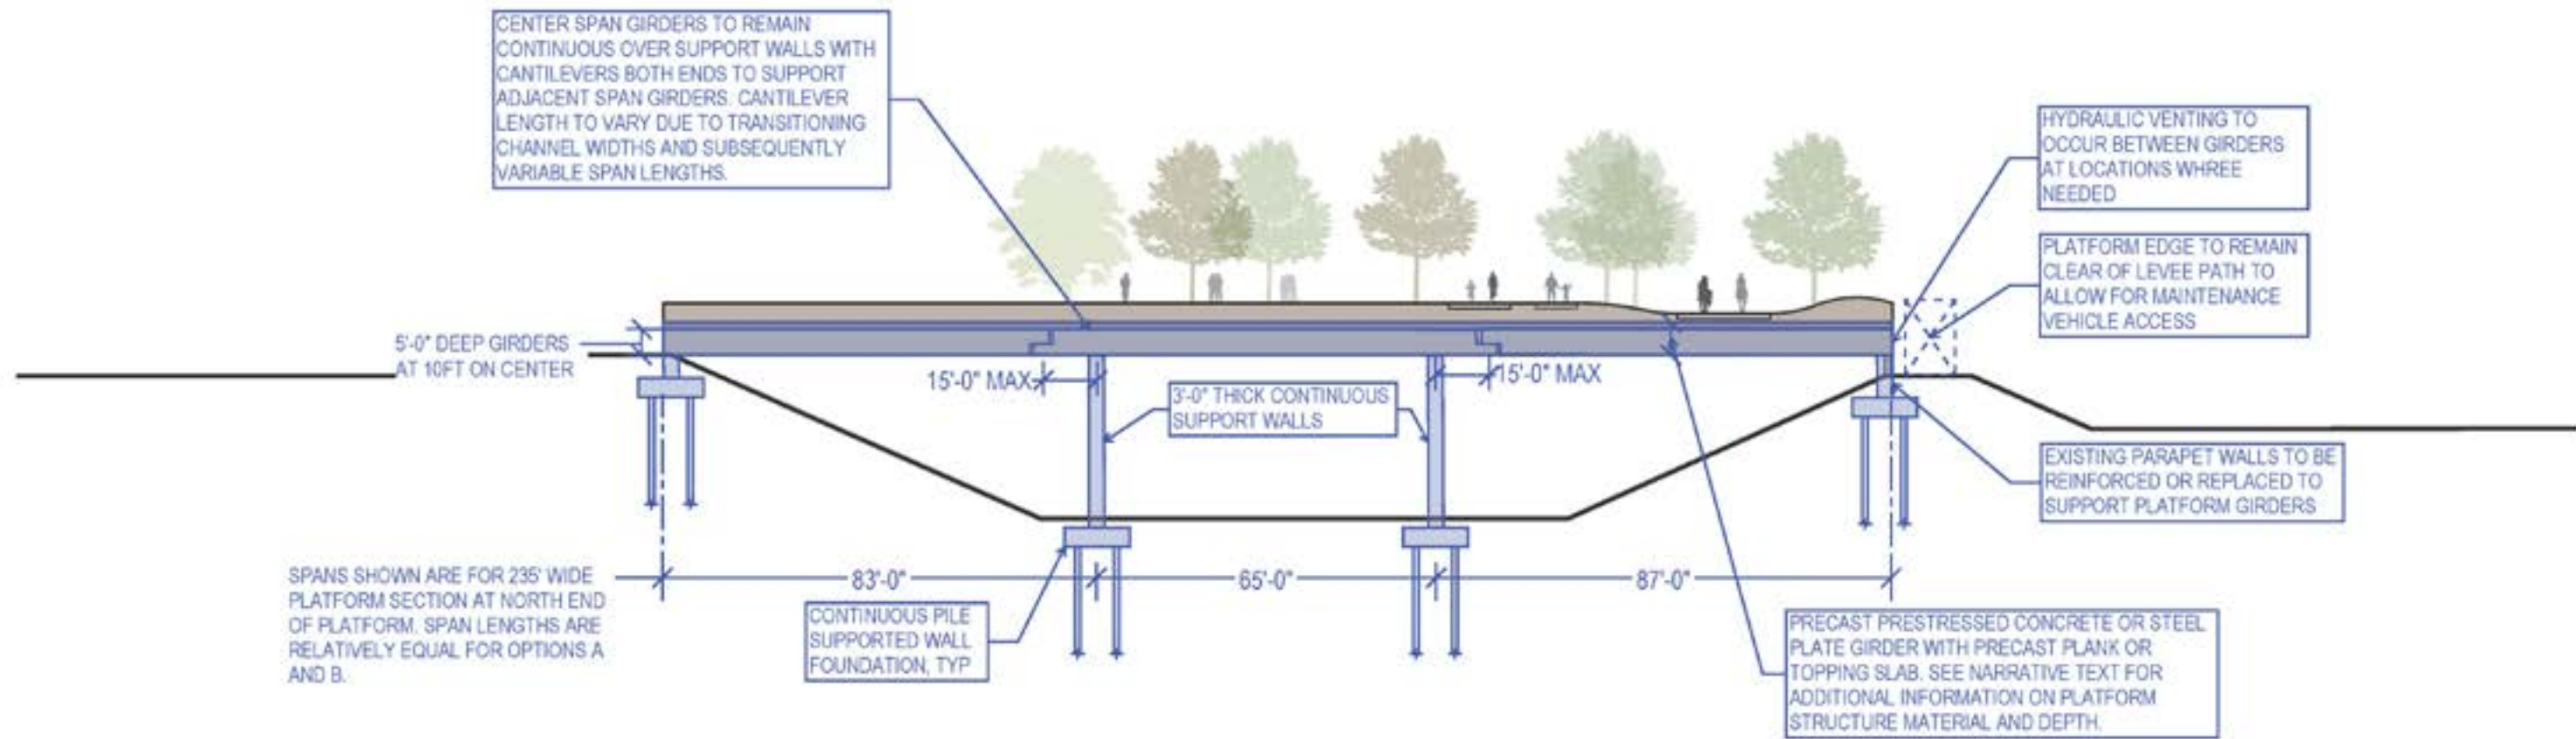 CENTER SPAN GIRDERS TO REMAIN
CONTINUOUS OVER SUPPORT WALLS WITH
CANTILEVERS BOTH ENDS TO SUPPORT
ADJACENT SPAN GIRDERS. CANTILEVER
LENGTH TO VARY DUE TO TRANSITIONING
CHANNEL WIDTHS AND SUBSEQUENTLY
VARIABLE SPAN LENGTHS.
HYDRAULIC VENTING TO
OCCUR BETWEEN GIRDERS
AT LOCATIONS WHREE
NEEDED
PLATFORM EDGE TO REMAIN
CLEAR OF LEVEE PATH TO
ALLOW FOR MAINTENANCE
VEHICLE ACCESS
5'-0" DEEP GIRDERS
AT 10FT ON CENTER
15'-0" MAX
15'-0" MAX
3'-0" THICK CONTINUOUS
SUPPORT WALLS
EXISTING PARAPET WALLS TO BE
REINFORCED OR REPLACED TO
SUPPORT PLATFORM GIRDERS
SPANS SHOWN ARE FOR 235' WIDE
PLATFORM SECTION AT NORTH END
OF PLATFORM. SPAN LENGTHS ARE
RELATIVELY EQUAL FOR OPTIONS A
AND B.
83'-0"
65'-0"
87'-0"
CONTINUOUS PILE
SUPPORTED WALL
FOUNDATION, TYP
PRECAST PRESTRESSED CONCRETE OR STEEL
PLATE GIRDER WITH PRECAST PLANK OR
TOPPING SLAB. SEE NARRATIVE TEXT FOR
ADDITIONAL INFORMATION ON PLATFORM
STRUCTURE MATERIAL AND DEPTH.